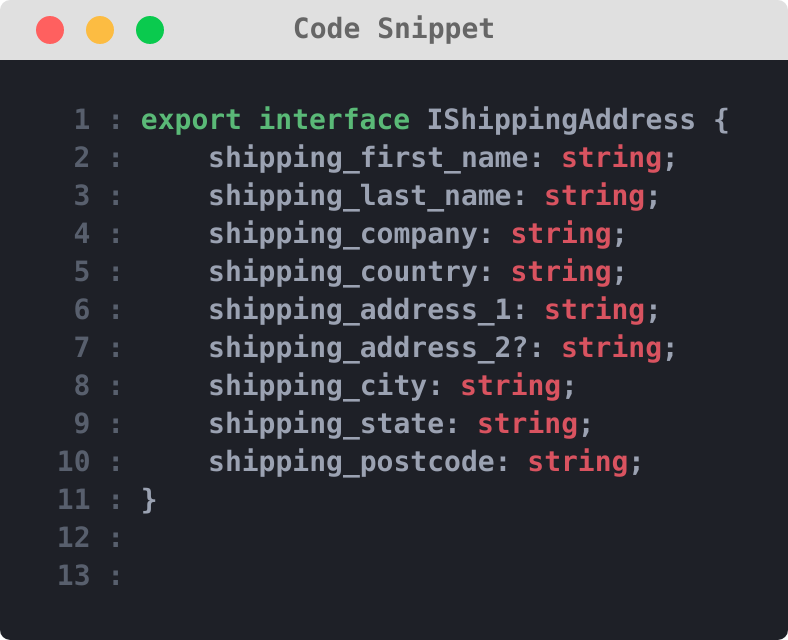 Code Snippet
1 : export interface IShippingAddress {
2 :     shipping_first_name: string;
3 :     shipping_last_name: string;
4 :     shipping_company: string;
5 :     shipping_country: string;
6 :     shipping_address_1: string;
7 :     shipping_address_2?: string;
8 :     shipping_city: string;
9 :     shipping_state: string;
10 :     shipping_postcode: string;
11 : }
12 :
13 :